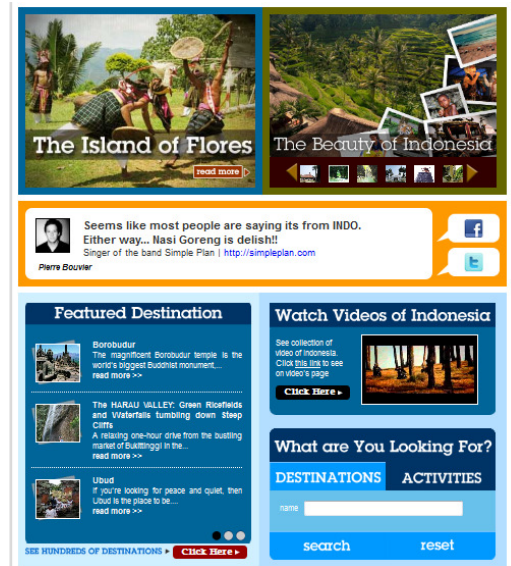 The Island of Flores
read more
The Beauty of Indonesia
Seems like most people are saying its from INDO.
Either way... Nasi Goreng is delish!!
Singer of the band Simple Plan | http://simpleplan.com
Pierre Bouvier
Featured Destination
Borobudur
The magnificent Borobudur temple is the
world's biggest Buddhist monument,...
read more >>
The HARAU VALLEY: Green Ricefields
and Waterfalls tumbling down Steep
Cliffs
A relaxing one-hour drive from the bustling
market of Bukittinggi in the...
read more >>
Ubud
If you're looking for peace and quiet, then
Ubud is the place to be....
read more >>
SEE HUNDREDS OF DESTINATIONS
Click Here
Watch Videos of Indonesia
See collection of
video of Indonesia.
Click this link to see
on video's page
Click Here
What are You Looking For?
DESTINATIONS
ACTIVITIES
name
search
reset